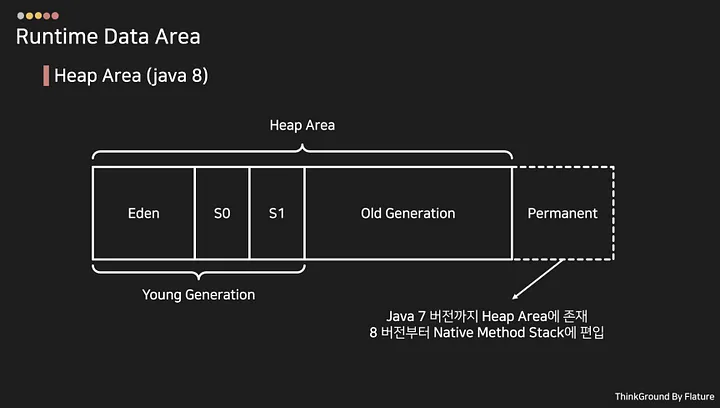 Runtime Data Area
Heap Area (java 8)
Heap Area
Eden
S0
S1
Old Generation
Permanent
Young Generation
Java 7 버전까지 Heap Area에 존재
8 버전부터 Native Method Stack에 편입
ThinkGround By Flature